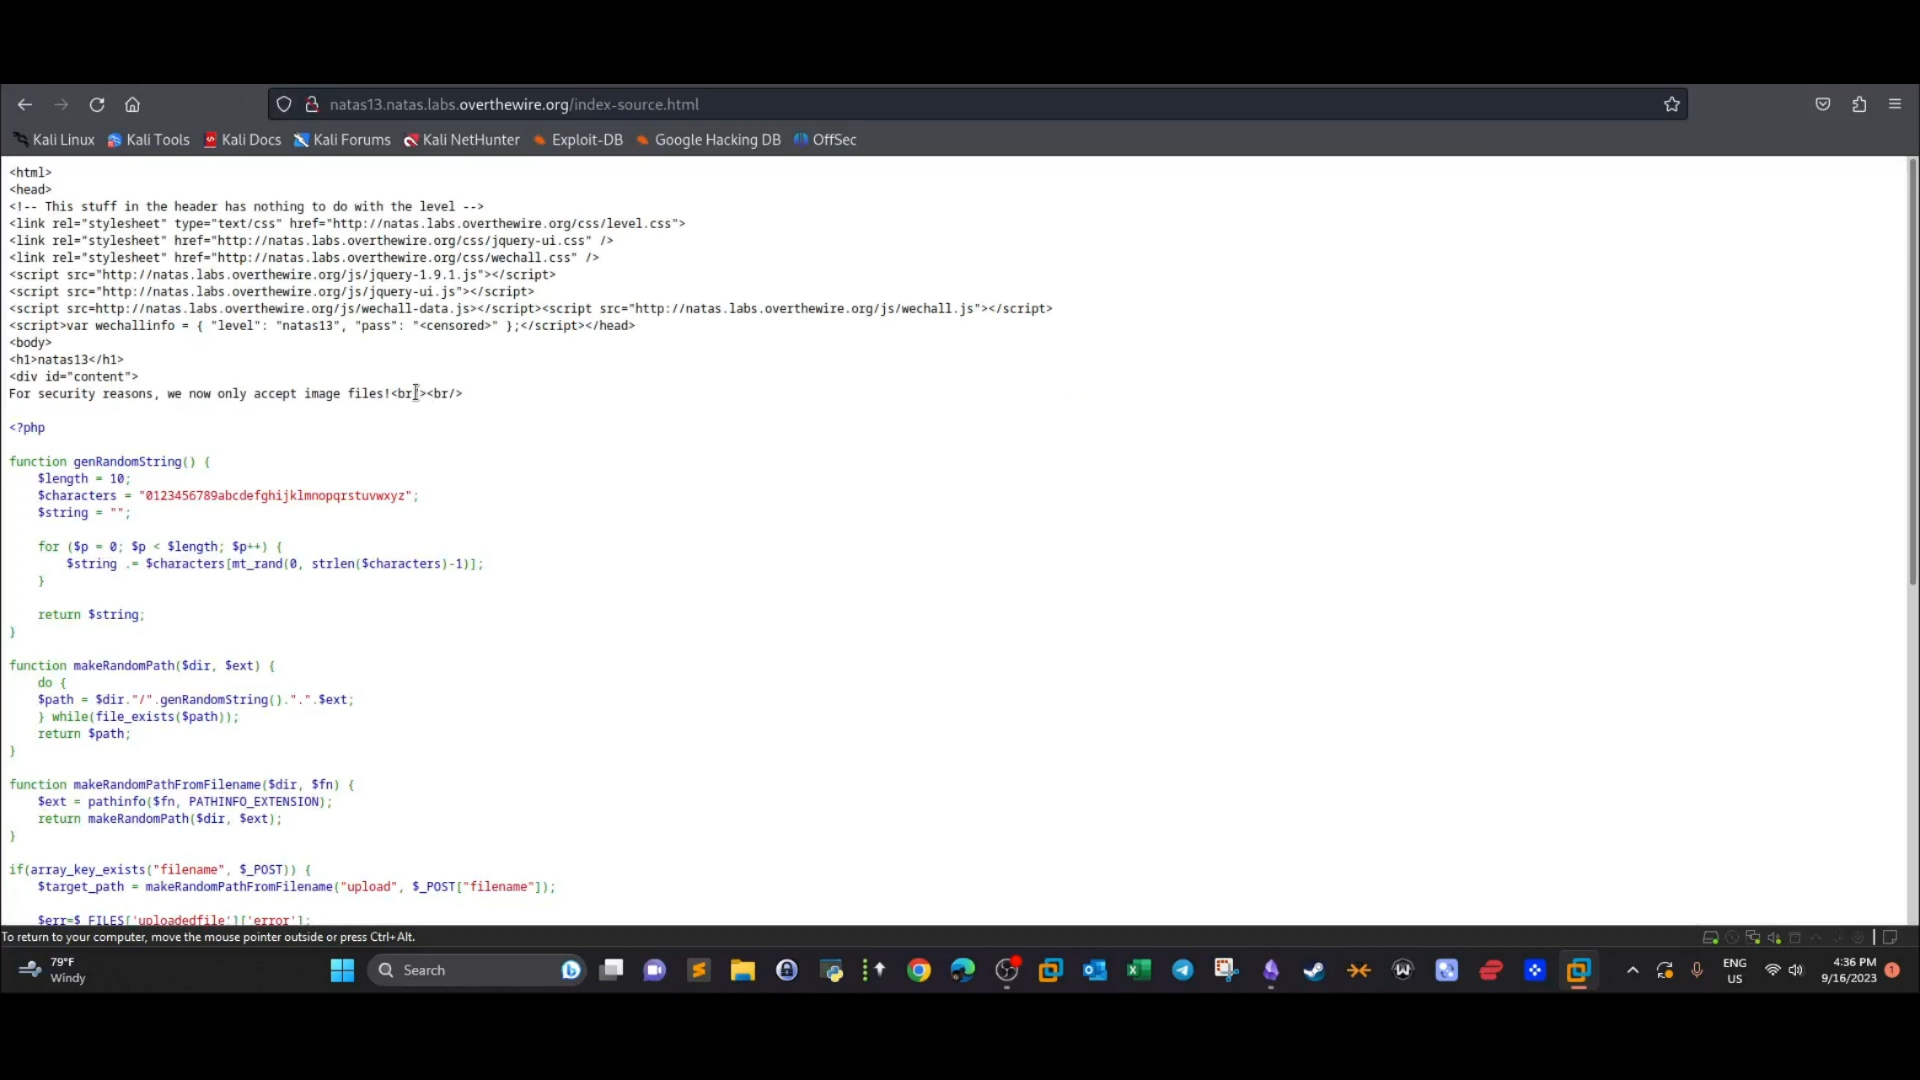 natas13.natas.labs.overthewire.org/index-source.html
Kali Linux Kali Tools Kali Docs Kali Forums Kali NetHunter Exploit-DB Google Hacking DB OffSec
<html>
<head>
<!-- This stuff in the header has nothing to do with the level -->
<link rel="stylesheet" type="text/css" href="http://natas.labs.overthewire.org/css/level.css">
<link rel="stylesheet" href="http://natas.labs.overthewire.org/css/jquery-ui.css" />
<link rel="stylesheet" href="http://natas.labs.overthewire.org/css/wechall.css" />
<script src="http://natas.labs.overthewire.org/js/jquery-1.9.1.js"></script>
<script src="http://natas.labs.overthewire.org/js/jquery-ui.js"></script>
<script src=http://natas.labs.overthewire.org/js/wechall-data.js></script><script src="http://natas.labs.overthewire.org/js/wechall.js"></script>
<script>var wechallinfo = { "level": "natas13", "pass": "<censored>" };</script></head>
<body>
<h1>natas13</h1>
<div id="content">
For security reasons, we now only accept image files!<br/><br/>
<?php
function genRandomString() {
$length = 10;
$characters = "0123456789abcdefghijklmnopqrstuvwxyz";
$string = "";
for ($p = 0; $p < $length; $p++) {
$string .= $characters[mt_rand(0, strlen($characters)-1)];
}
return $string;
}
function makeRandomPath($dir, $ext) {
do {
$path = $dir."/".genRandomString().".".$ext;
} while(file_exists($path));
return $path;
}
function makeRandomPathFromFilename($dir, $fn) {
$ext = pathinfo($fn, PATHINFO_EXTENSION);
return makeRandomPath($dir, $ext);
}
if(array_key_exists("filename", $_POST)) {
$target_path = makeRandomPathFromFilename("upload", $_POST["filename"]);
$err=$_FILES['uploadedfile']['error'];
To return to your computer, move the mouse pointer outside or press Ctrl+Alt.
79°F
Windy
Search
ENG
US
4:36 PM
9/16/2023
1